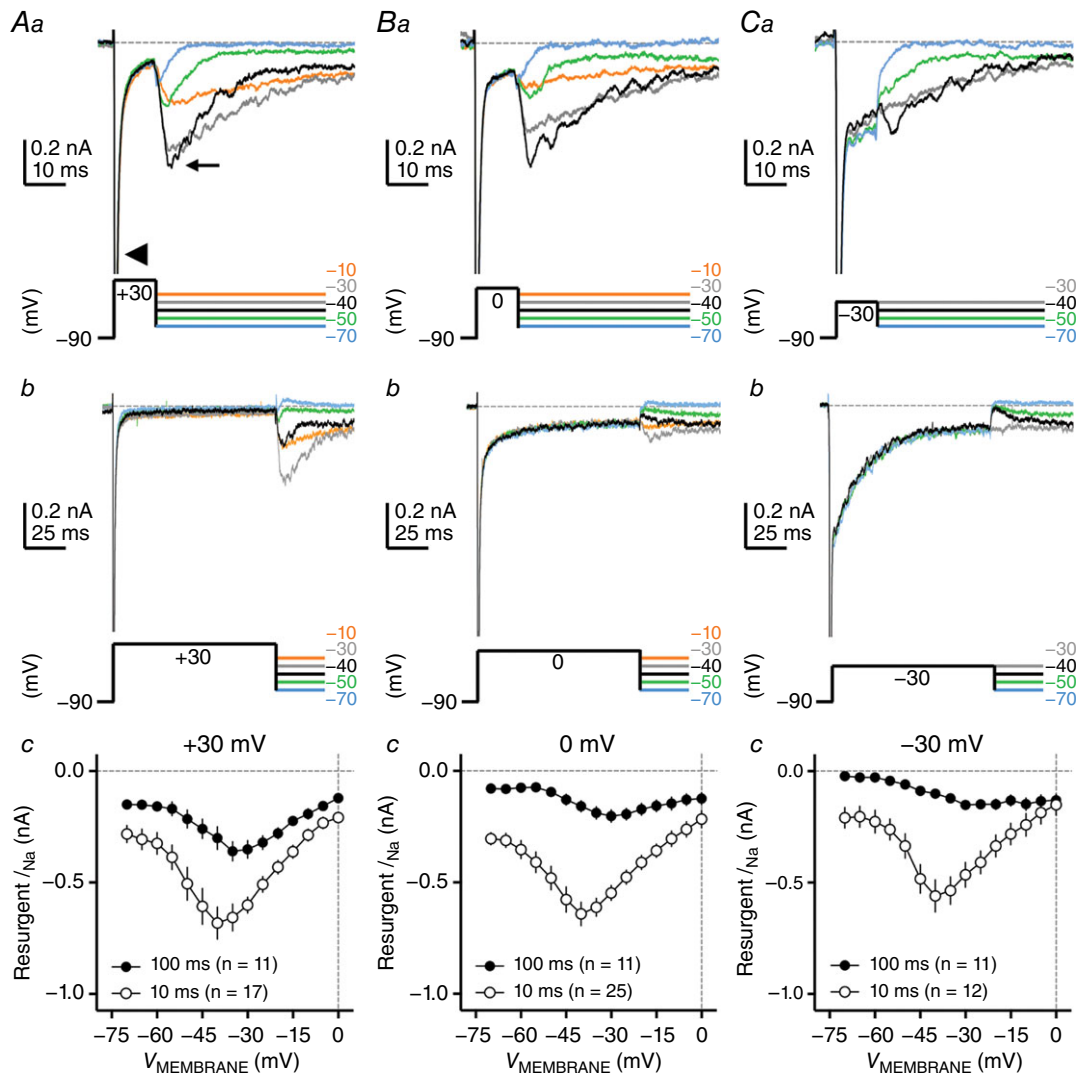 Aa
0.2 nA
10 ms
(mV)
−90
+30
−10
−30
−40
−50
−70
Ba
0.2 nA
10 ms
(mV)
−90
0
−10
−30
−40
−50
−70
Ca
0.2 nA
10 ms
(mV)
−90
−30
−30
−40
−50
−70
b
0.2 nA
25 ms
(mV)
−90
+30
−10
−30
−40
−50
−70
b
0.2 nA
25 ms
(mV)
−90
0
−10
−30
−40
−50
−70
b
0.2 nA
25 ms
(mV)
−90
−30
−30
−40
−50
−70
c
+30 mV
0.0
−0.5
−1.0
Resurgent INa (nA)
100 ms (n = 11)
10 ms (n = 17)
−75 −60 −45 −30 −15 0
VMEMBRANE (mV)
c
0 mV
0.0
−0.5
−1.0
Resurgent INa (nA)
100 ms (n = 11)
10 ms (n = 25)
−75 −60 −45 −30 −15 0
VMEMBRANE (mV)
c
−30 mV
0.0
−0.5
−1.0
Resurgent INa (nA)
100 ms (n = 11)
10 ms (n = 12)
−75 −60 −45 −30 −15 0
VMEMBRANE (mV)